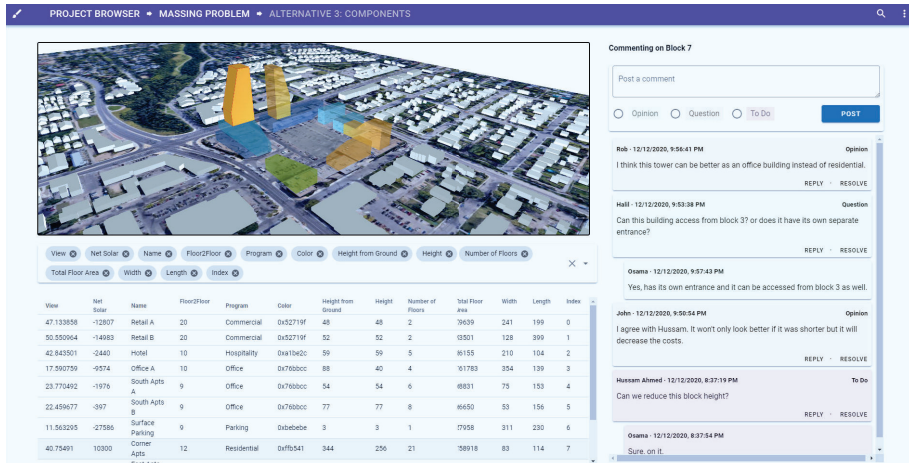 PROJECT BROWSER → MASSING PROBLEM → ALTERNATIVE 3: COMPONENTS
View Net Solar Name Floor2Floor Program Color Height from Ground Height Number of Floors
Total Floor Area Width Length Index
View Net Solar Name Floor2Floor Program Color Height from Ground Height Number of Floors Total Floor Area Width Length Index
47.133858 -12807 Retail A 20 Commercial 0x52719f 48 48 2 241 199 0
50.550964 -14983 Retail B 20 Commercial 0x52719f 52 52 2 128 399 1
42.843501 -2440 Hotel 10 Hospitality 0xa1be2c 59 59 5 210 104 2
17.590759 -9574 Office A 10 Office 0x76bbcc 88 40 4 354 139 3
23.770492 -1976 South Apts A 9 Office 0x76bbcc 54 54 6 75 153 4
22.459677 -397 South Apts B 9 Office 0x76bbcc 77 77 8 53 156 5
11.563295 -27586 Surface Parking 9 Parking 0xbebebe 3 3 1 311 230 6
40.75491 10300 Corner Apts 12 Residential 0xffb541 344 256 21 83 114 7
Commenting on Block 7
Post a comment
Opinion Question To Do POST
Rob - 12/12/2020, 9:56:41 PM Opinion
I think this tower can be better as an office building instead of residential.
REPLY · RESOLVE
Halil - 12/12/2020, 9:53:38 PM Question
Can this building access from block 3? or does it have its own separate
entrance?
REPLY · RESOLVE
Osama - 12/12/2020, 9:57:43 PM
Yes, has its own entrance and it can be accessed from block 3 as well.
John - 12/12/2020, 9:50:54 PM Opinion
I agree with Hussam. It won't only look better if it was shorter but it will
decrease the costs.
REPLY · RESOLVE
Hussam Ahmed - 12/12/2020, 8:37:19 PM To Do
Can we reduce this block height?
REPLY · RESOLVE
Osama - 12/12/2020, 8:37:54 PM
Sure. on it.